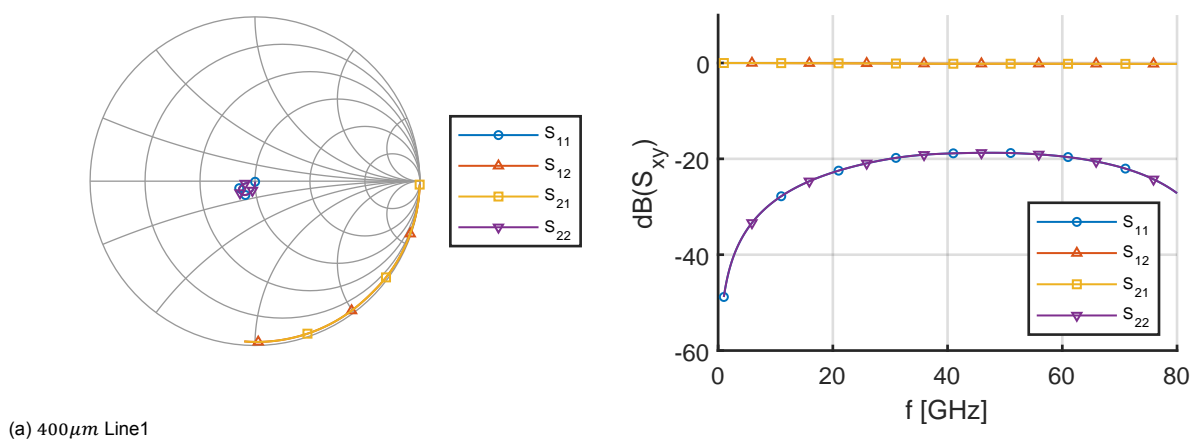 S11
S12
S21
S22
dB(Sxy)
0
-20
-40
-60
S11
S12
S21
S22
0
20
40
60
80
f [GHz]
(a) 400μm Line1